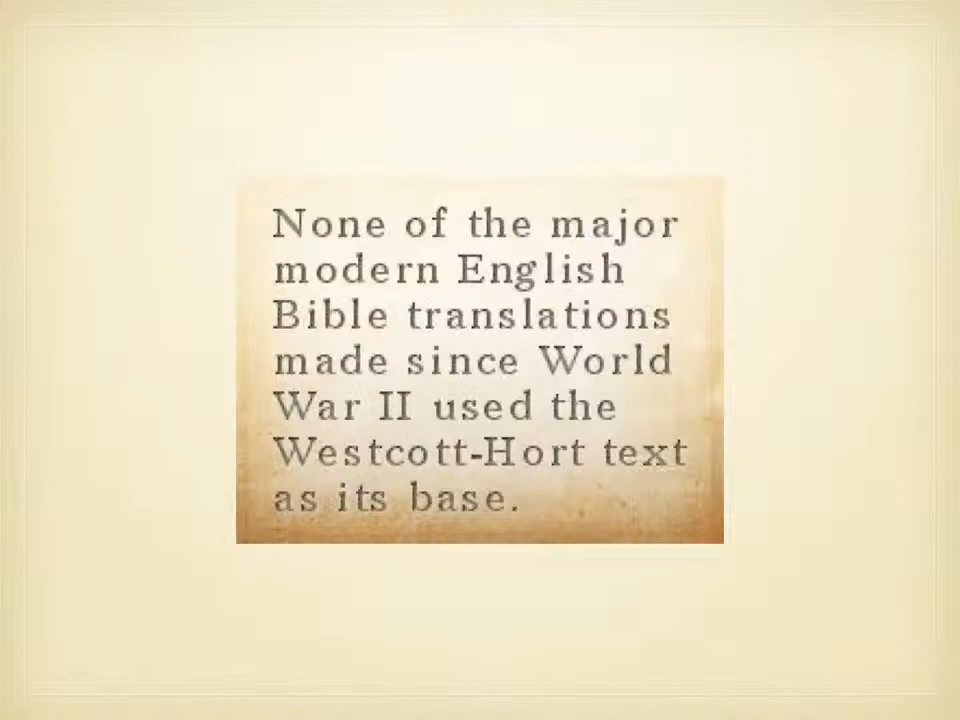 None of the major
modern English
Bible translations
made since World
War II used the
Westcott-Hort text
as its base.